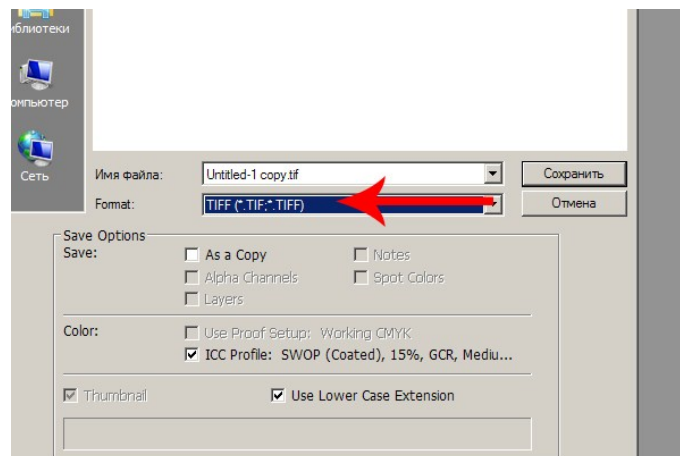 иблиотеки
омпьютер
Сеть
Имя файла: Untitled-1 copy.tif Сохранить
Format: TIFF (*.TIF;*.TIFF) Отмена
Save Options
Save: As a Copy Notes
Alpha Channels Spot Colors
Layers
Color: Use Proof Setup: Working CMYK
ICC Profile: SWOP (Coated), 15%, GCR, Mediu...
Thumbnail Use Lower Case Extension